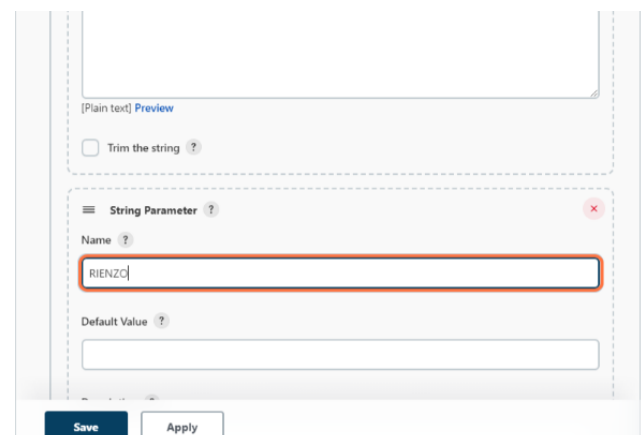 [Plain text] Preview
Trim the string ?
String Parameter ?
Name ?
RIENZO
Default Value ?
Save Apply